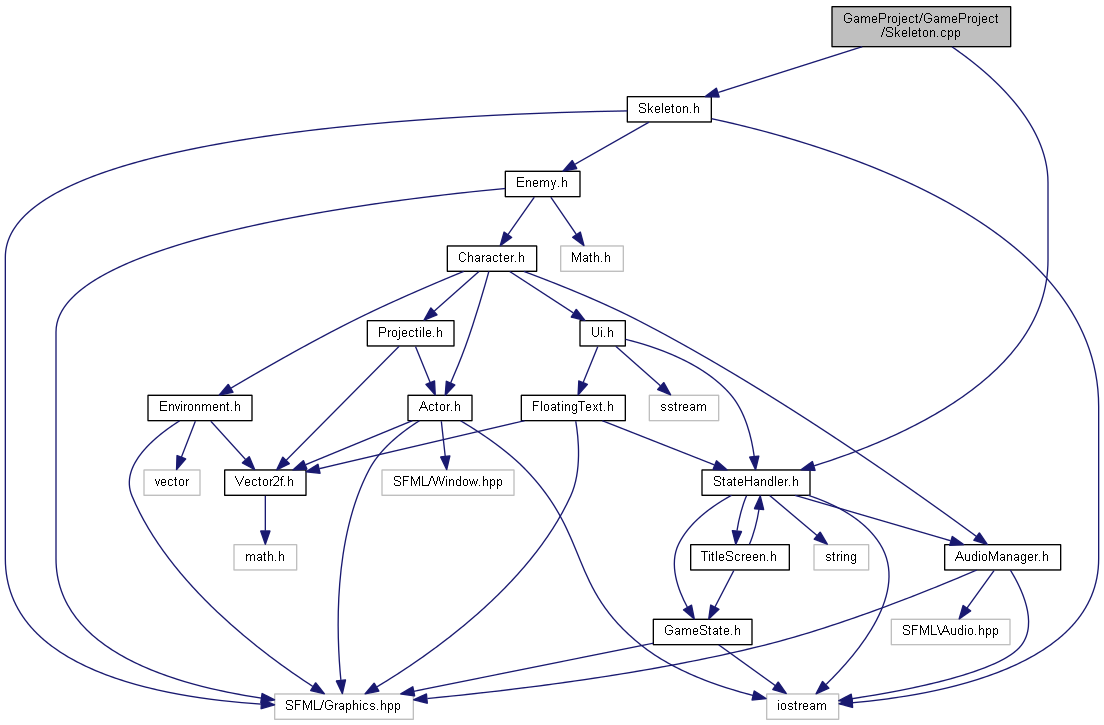 GameProject/GameProject
/Skeleton.cpp
Skeleton.h
Enemy.h
Character.h
Math.h
Projectile.h
Ui.h
Environment.h
Actor.h
FloatingText.h
sstream
vector
Vector2f.h
SFML/Window.hpp
StateHandler.h
math.h
TitleScreen.h
string
AudioManager.h
GameState.h
SFML\Audio.hpp
SFML/Graphics.hpp
iostream